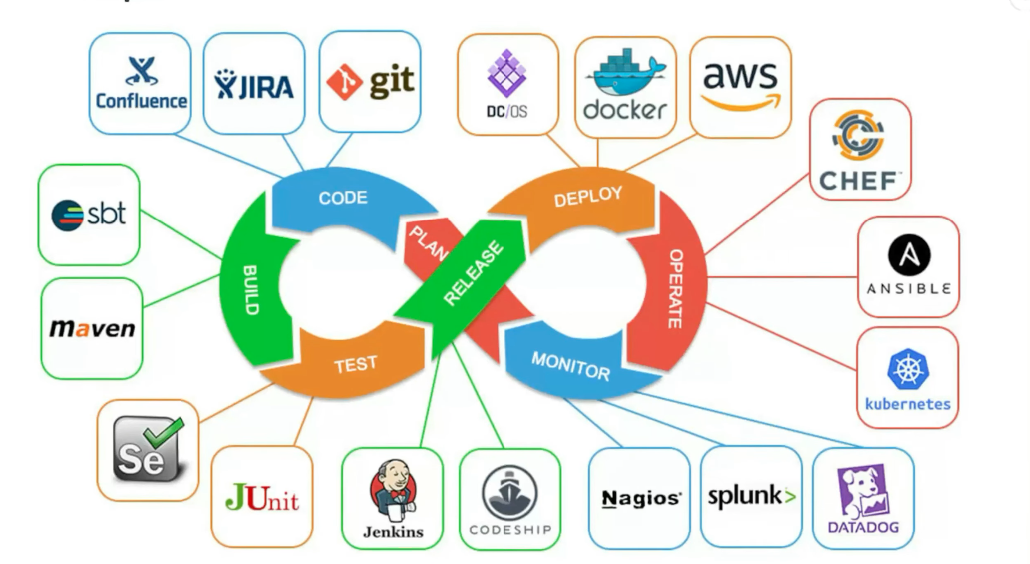 Confluence
JIRA
git
DC/OS
docker
aws
CHEF™
sbt
CODE
DEPLOY
PLAN
RELEASE
BUILD
OPERATE
ANSIBLE
maven
TEST
MONITOR
kubernetes
Se
JUnit
Jenkins
CODESHIP
Nagios®
splunk>
DATADOG